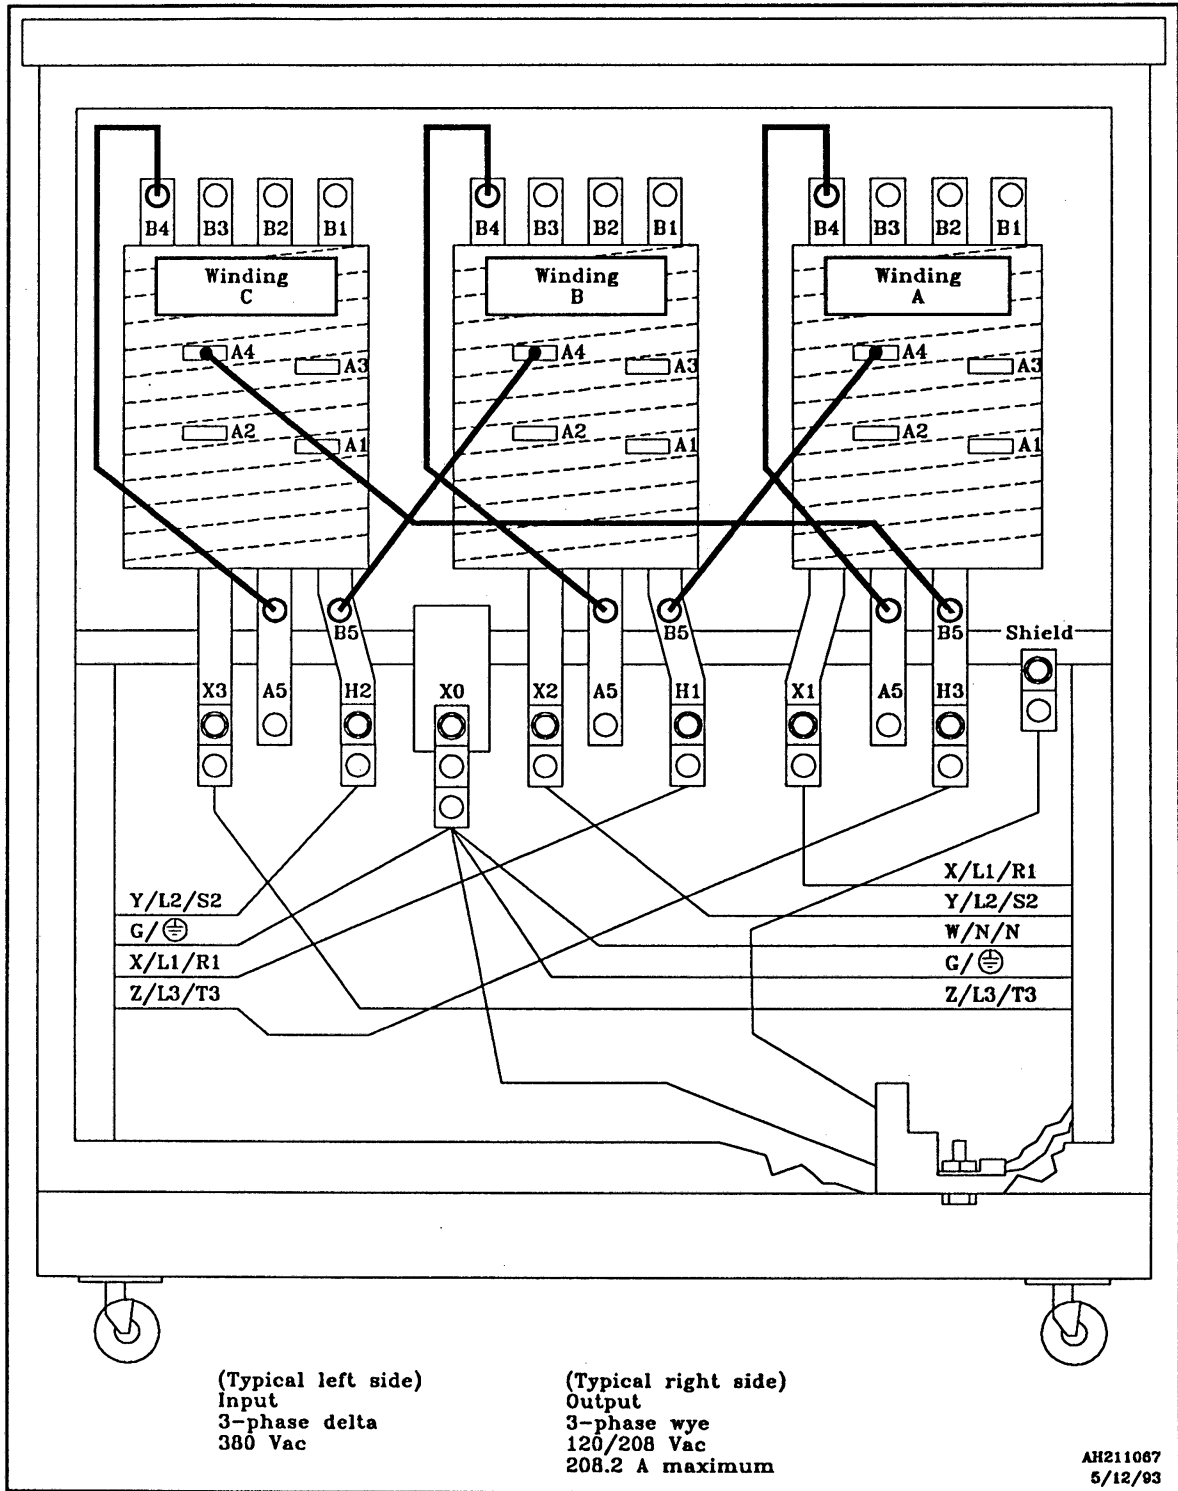 B4 B3 B2 B1 B4 B3 B2 B1 B4 B3 B2 B1
Winding Winding Winding
C B A
A4 A3 A4 A3 A4 A3
A2 A1 A2 A1 A2 A1
B5 B5 B5 Shield
X3 A5 H2 X0 X2 A5 H1 X1 A5 H3
X/L1/R1
Y/L2/S2 Y/L2/S2
G/⏚ W/N/N
X/L1/R1 G/⏚
Z/L3/T3 Z/L3/T3
(Typical left side)
Input
3-phase delta
380 Vac
(Typical right side)
Output
3-phase wye
120/208 Vac
208.2 A maximum
AH211067
5/12/93